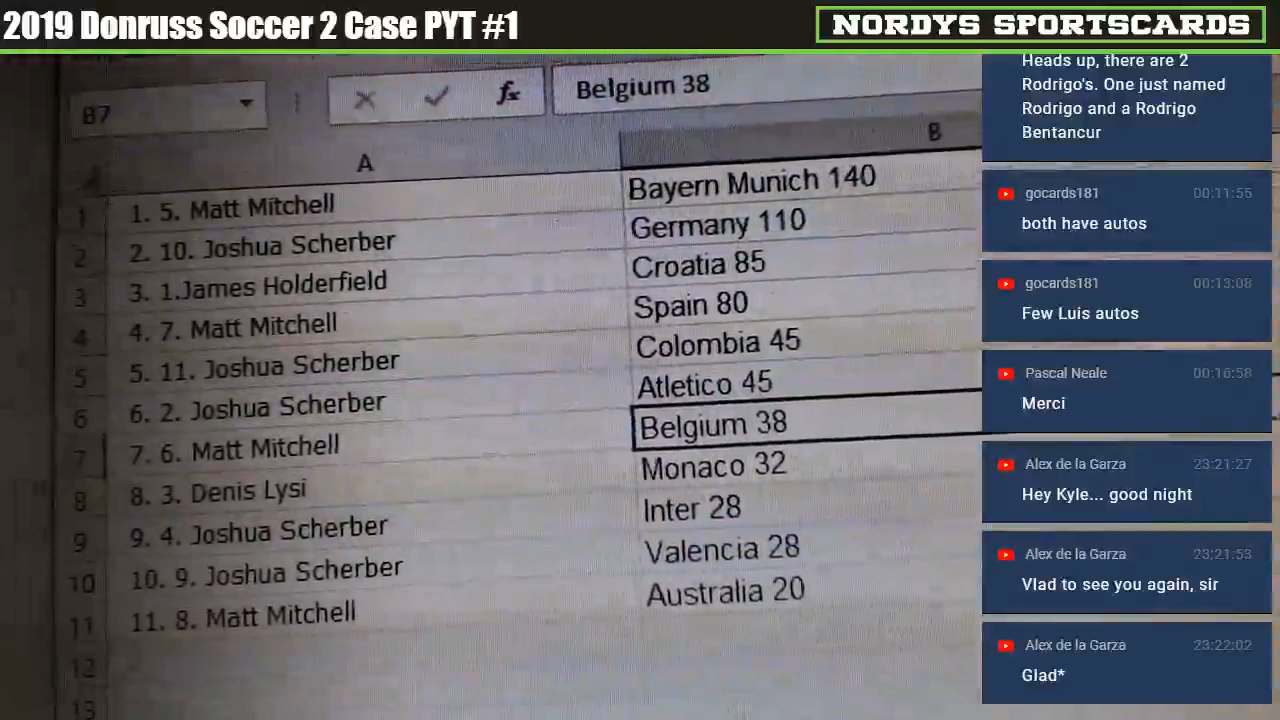 2019 Donruss Soccer 2 Case PYT #1
NORDYS SPORTSCARDS
B7
fx
Belgium 38
A
B
1
1. 5. Matt Mitchell
Bayern Munich 140
2
2. 10. Joshua Scherber
Germany 110
3
3. 1.James Holderfield
Croatia 85
4
4. 7. Matt Mitchell
Spain 80
5
5. 11. Joshua Scherber
Colombia 45
6
6. 2. Joshua Scherber
Atletico 45
7
7. 6. Matt Mitchell
Belgium 38
8
8. 3. Denis Lysi
Monaco 32
9
9. 4. Joshua Scherber
Inter 28
10
10. 9. Joshua Scherber
Valencia 28
11
11. 8. Matt Mitchell
Australia 20
12
13
Heads up, there are 2
Rodrigo's. One just named
Rodrigo and a Rodrigo
Bentancur
gocards181 00:11:55
both have autos
gocards181 00:13:08
Few Luis autos
Pascal Neale 00:16:58
Merci
Alex de la Garza 23:21:27
Hey Kyle... good night
Alex de la Garza 23:21:53
Vlad to see you again, sir
Alex de la Garza 23:22:02
Glad*